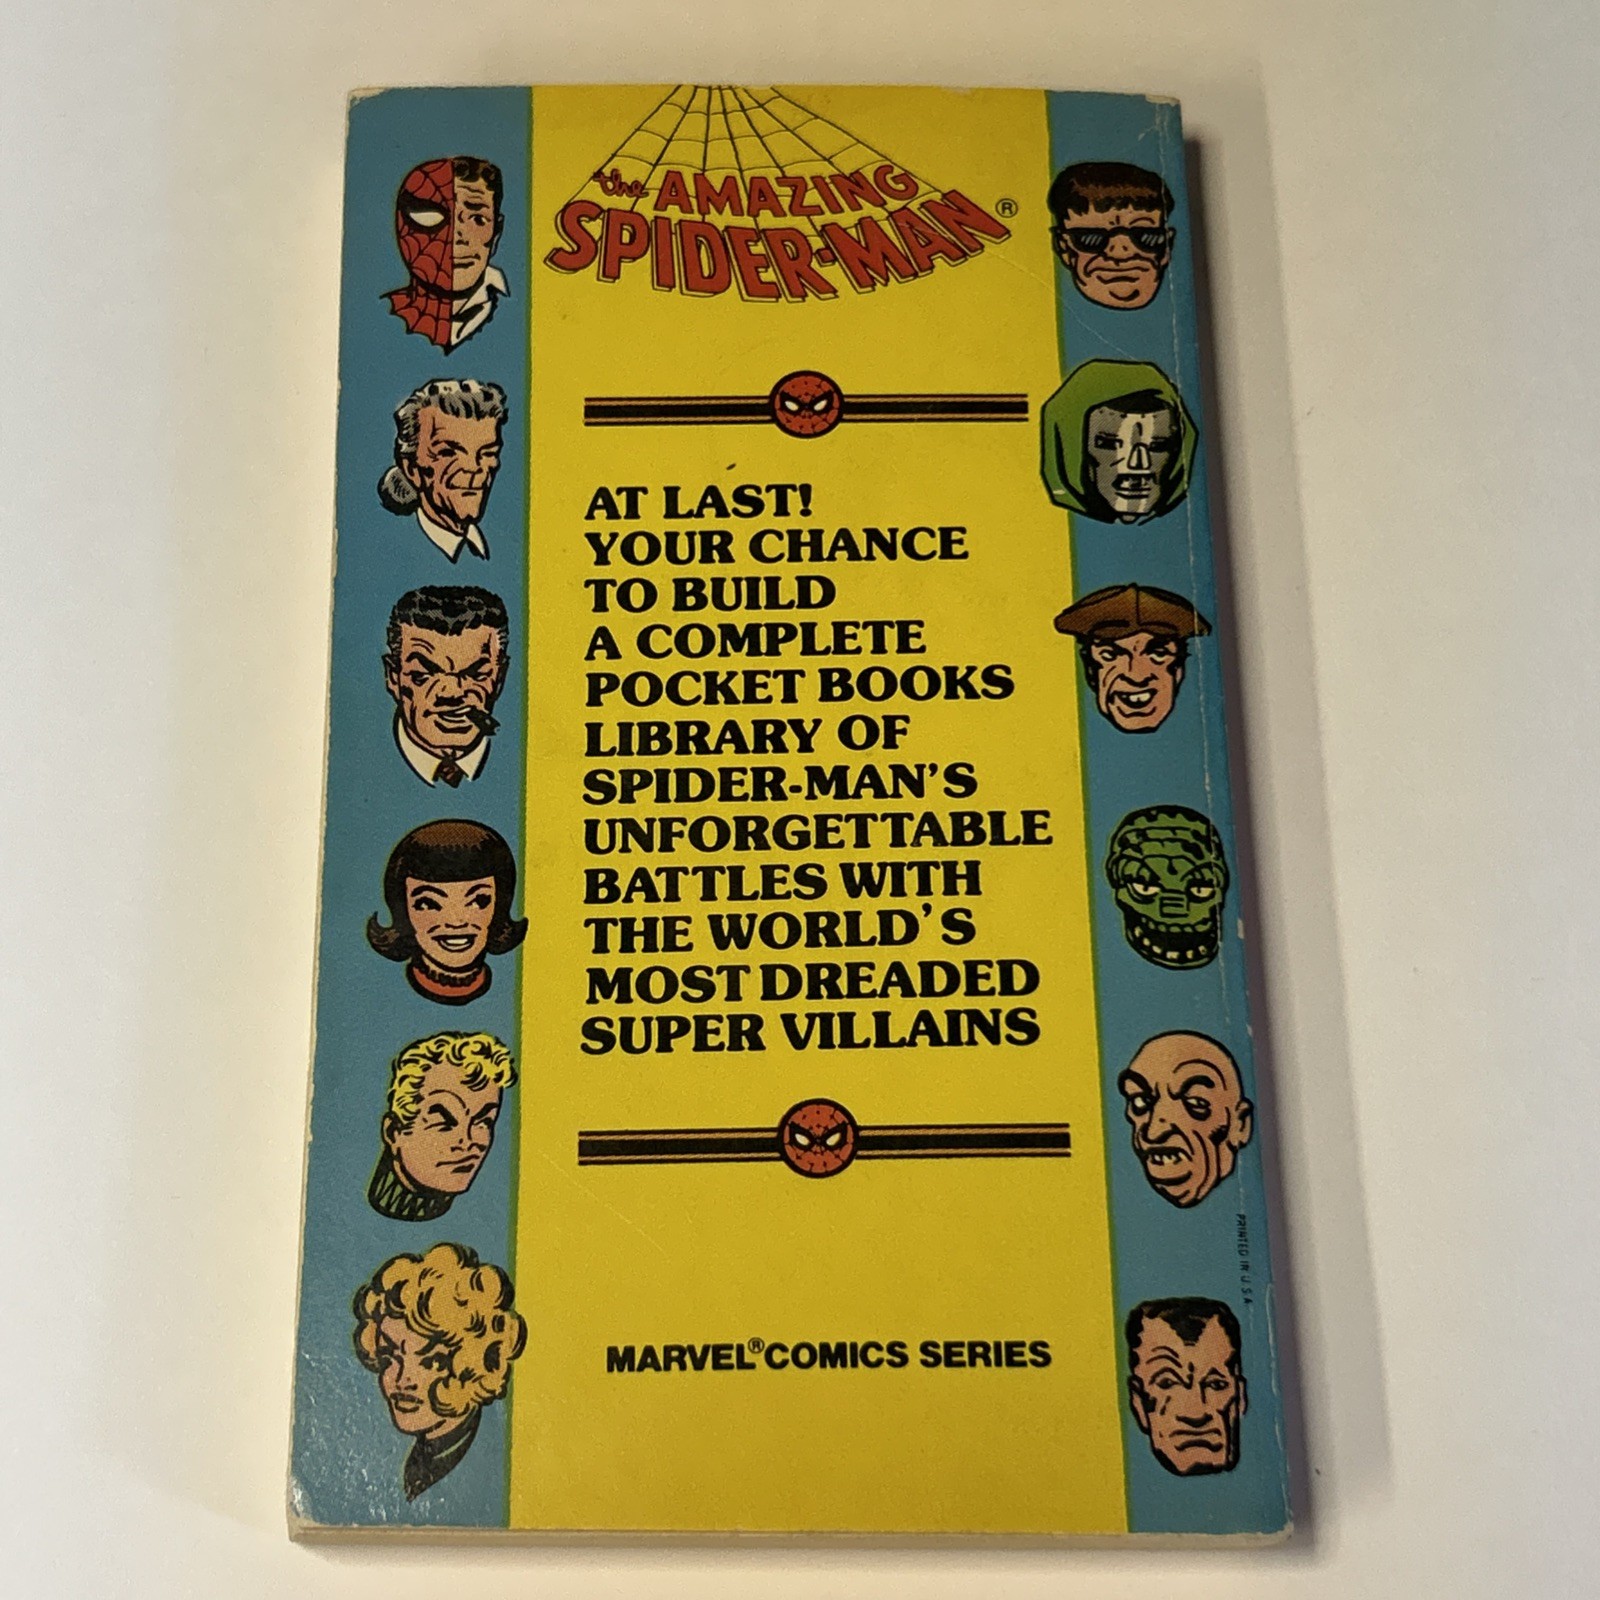 the AMAZING
SPIDER-MAN®
AT LAST!
YOUR CHANCE
TO BUILD
A COMPLETE
POCKET BOOKS
LIBRARY OF
SPIDER-MAN'S
UNFORGETTABLE
BATTLES WITH
THE WORLD'S
MOST DREADED
SUPER VILLAINS
PRINTED IN U.S.A.
MARVEL® COMICS SERIES